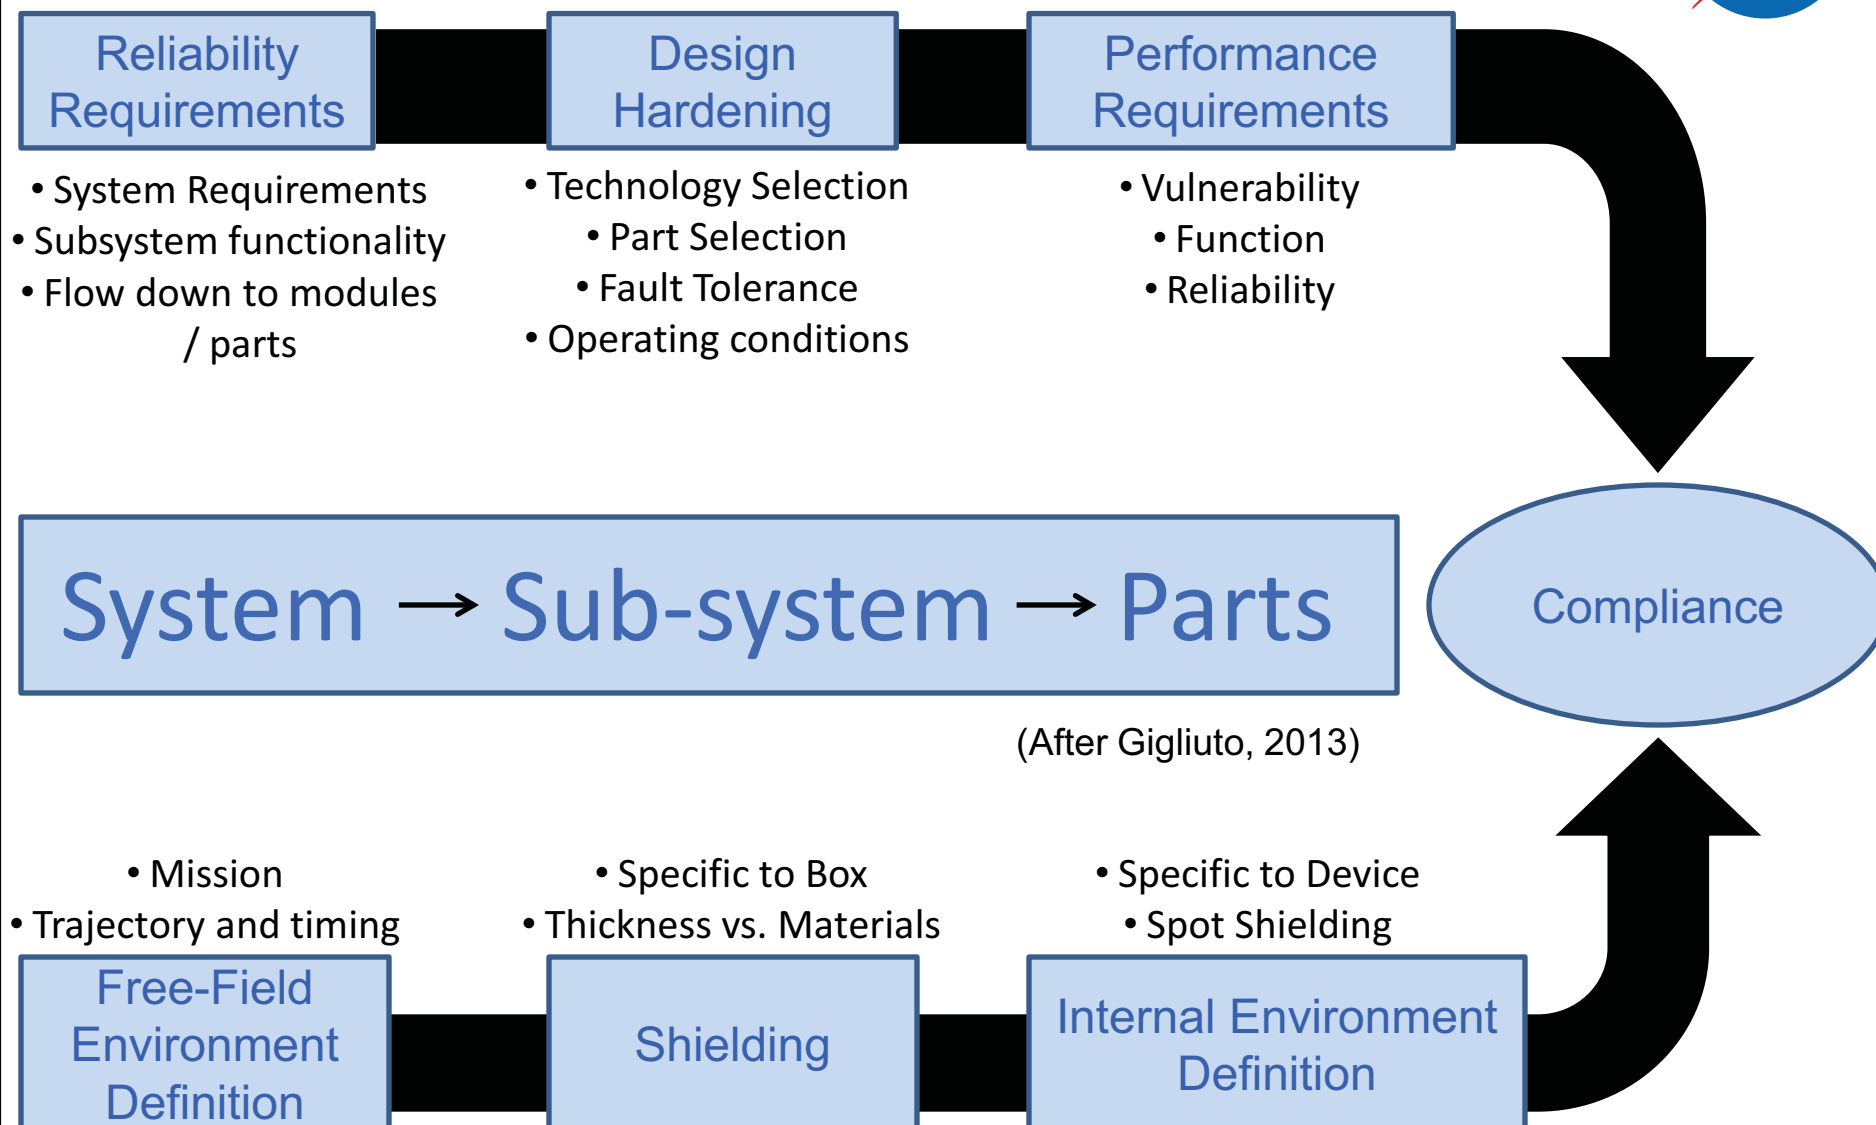 Reliability
Requirements
Design
Hardening
Performance
Requirements
• System Requirements
• Subsystem functionality
• Flow down to modules
/ parts
• Technology Selection
• Part Selection
• Fault Tolerance
• Operating conditions
• Vulnerability
• Function
• Reliability
System → Sub-system → Parts
Compliance
(After Gigliuto, 2013)
• Mission
• Trajectory and timing
• Specific to Box
• Thickness vs. Materials
• Specific to Device
• Spot Shielding
Free-Field
Environment
Definition
Shielding
Internal Environment
Definition